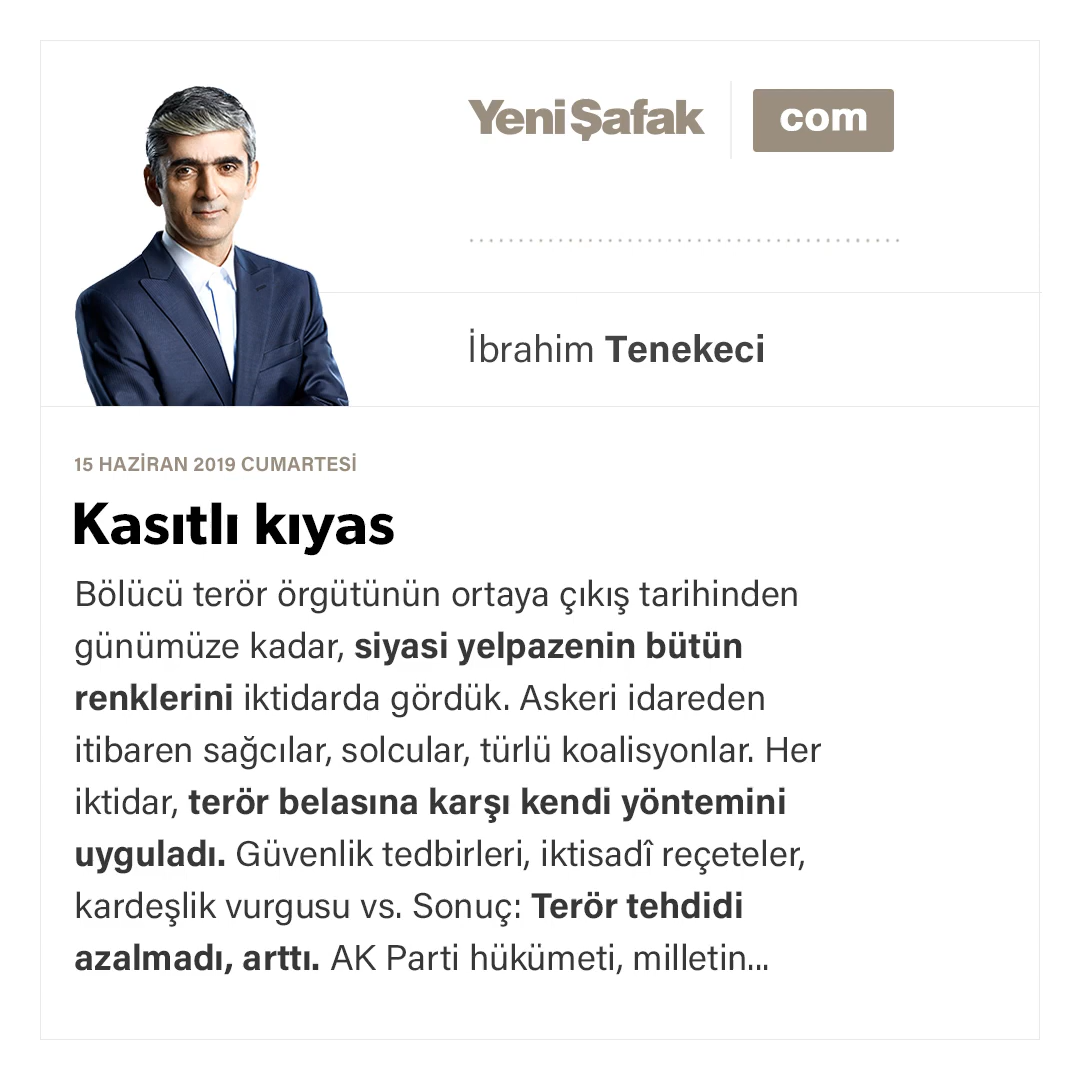 YeniŞafak com
İbrahim Tenekeci
15 HAZİRAN 2019 CUMARTESİ
Kasıtlı kıyas
Bölücü terör örgütünün ortaya çıkış tarihinden
günümüze kadar, siyasi yelpazenin bütün
renklerini iktidarda gördük. Askeri idareden
itibaren sağcılar, solcular, türlü koalisyonlar. Her
iktidar, terör belasına karşı kendi yöntemini
uyguladı. Güvenlik tedbirleri, iktisadî reçeteler,
kardeşlik vurgusu vs. Sonuç: Terör tehdidi
azalmadı, arttı. AK Parti hükümeti, milletin...